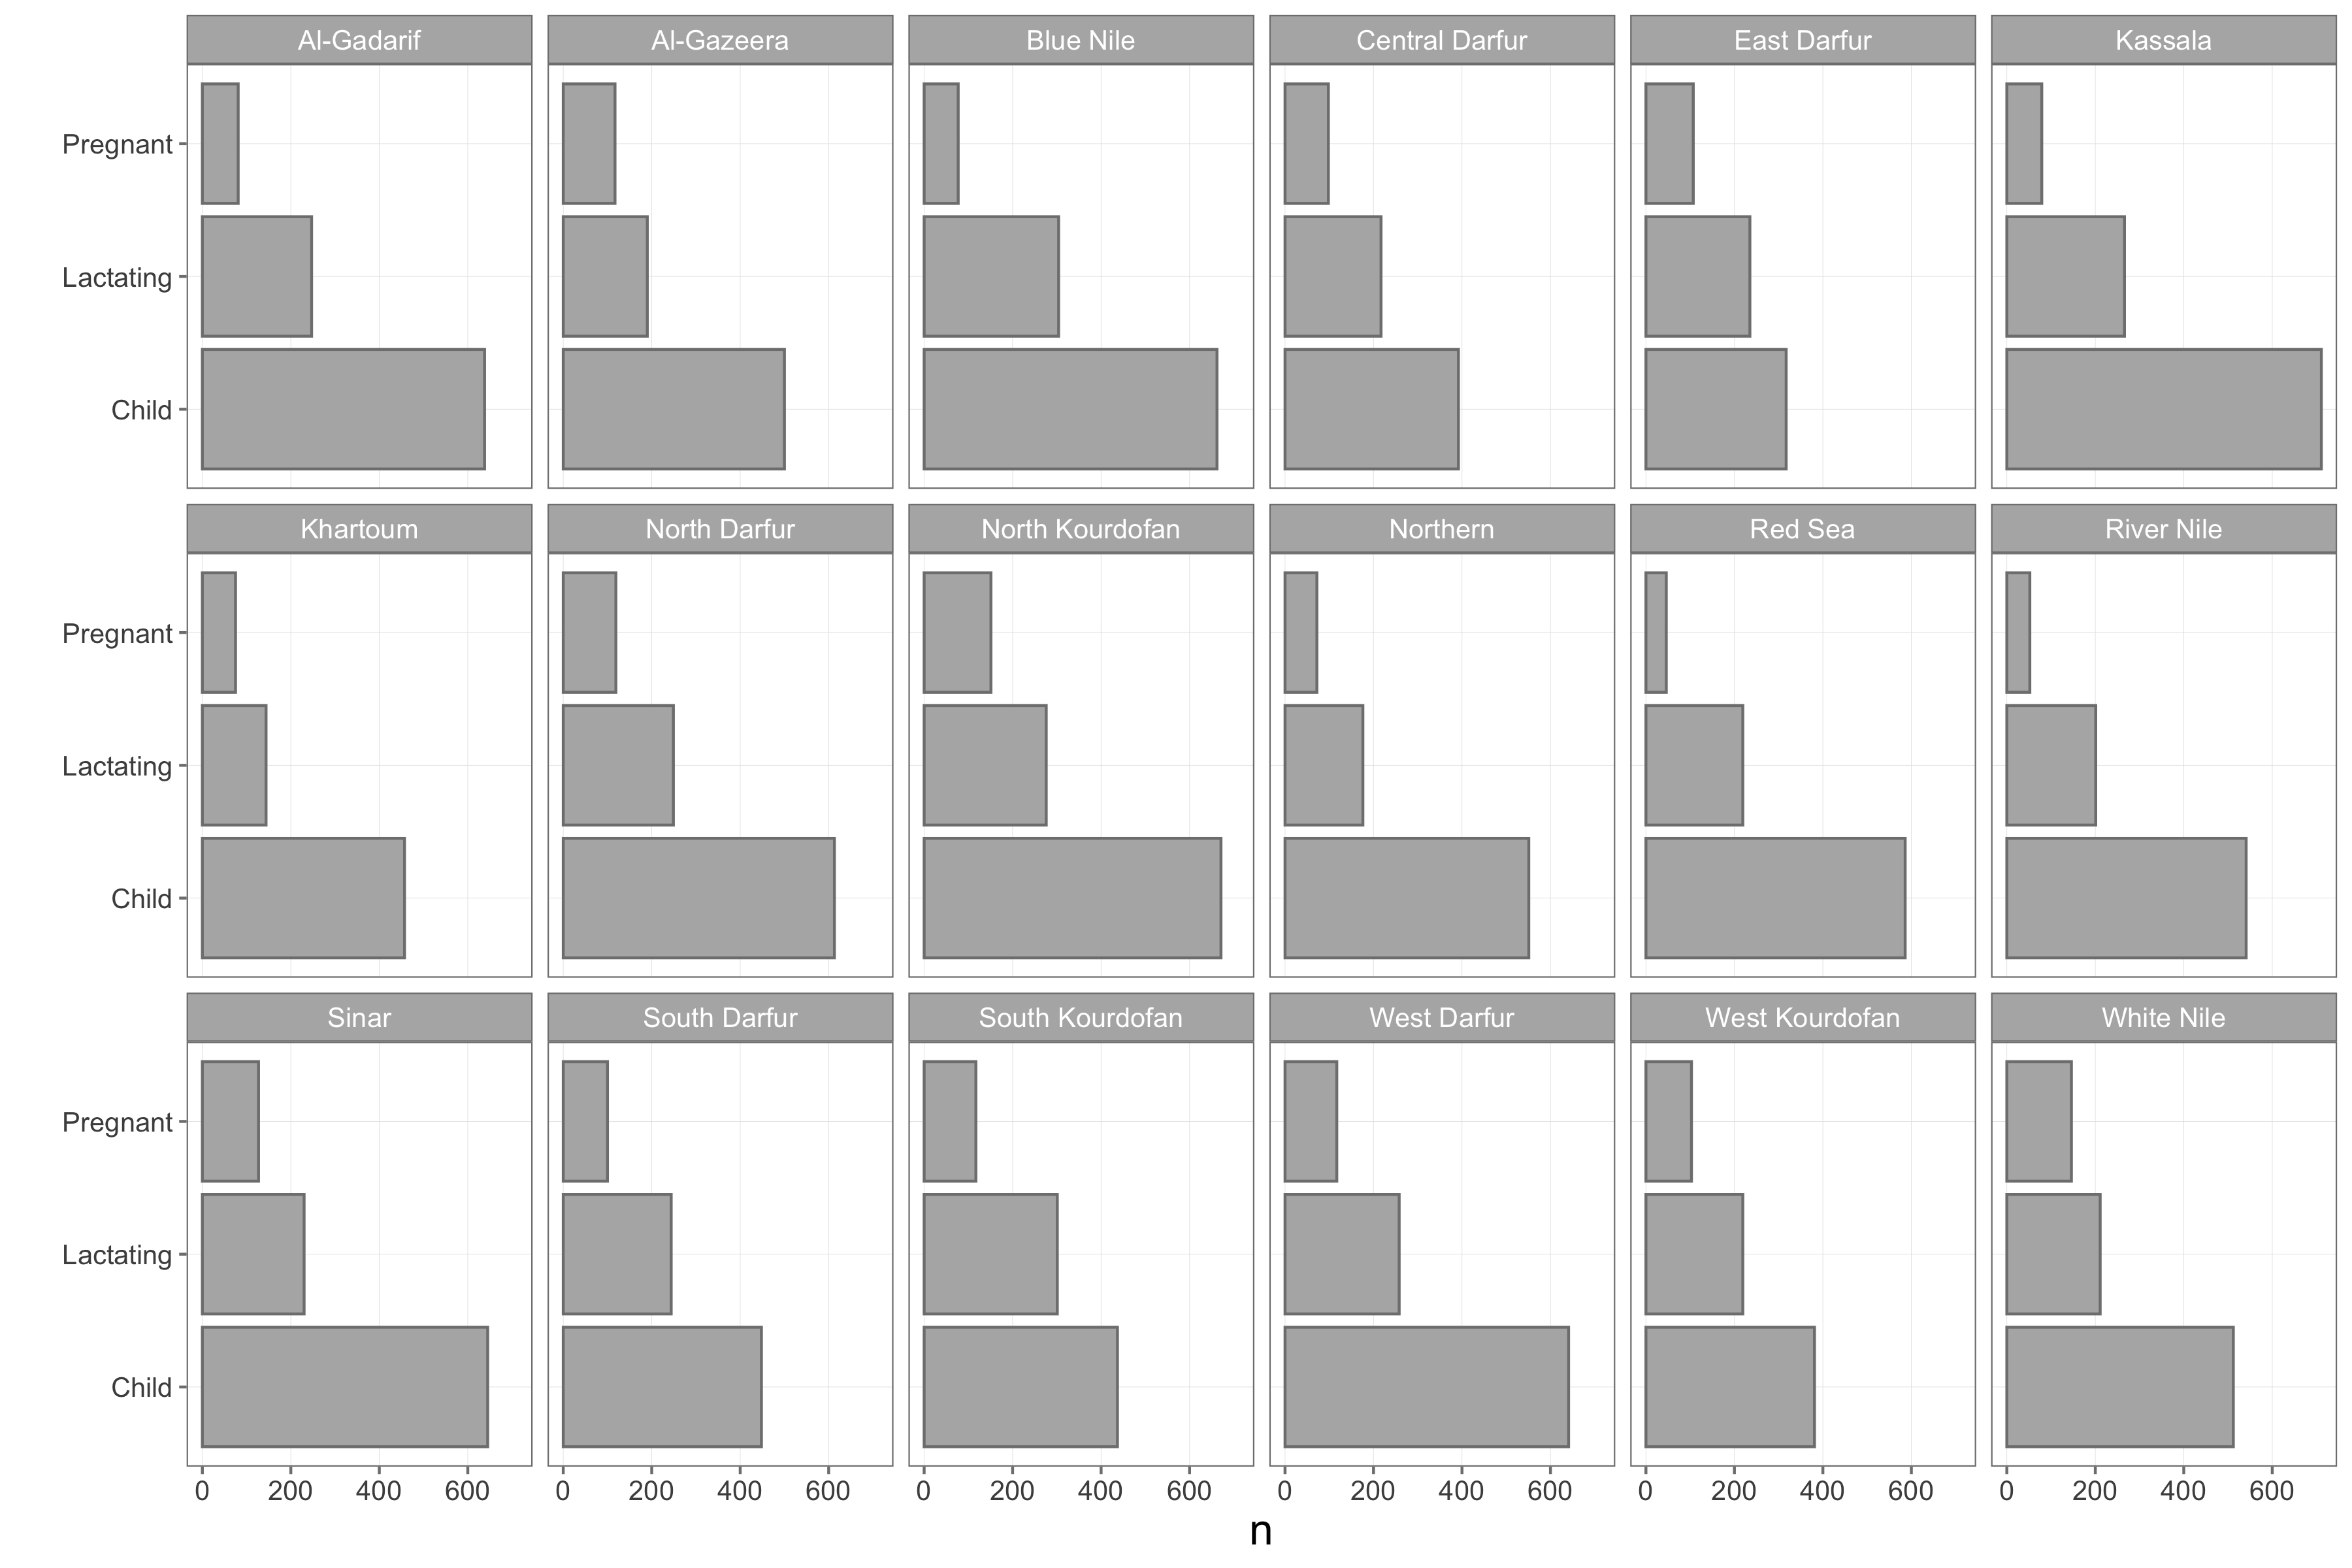 Al-Gadarif Al-Gazeera Blue Nile Central Darfur East Darfur Kassala
Pregnant
Lactating
Child
Khartoum North Darfur North Kourdofan Northern Red Sea River Nile
Pregnant
Lactating
Child
Sinar South Darfur South Kourdofan West Darfur West Kourdofan White Nile
Pregnant
Lactating
Child
0 200 400 600 0 200 400 600 0 200 400 600 0 200 400 600 0 200 400 600 0 200 400 600
n